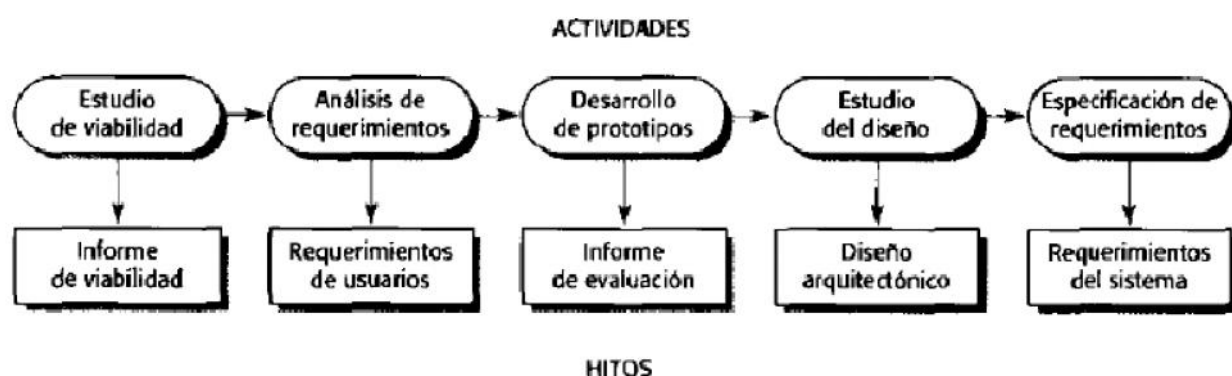 ACTIVIDADES
Estudio
de viabilidad
Análisis de
requerimientos
Desarrollo
de prototipos
Estudio
del diseño
Especificación de
requerimientos
Informe
de viabilidad
Requerimientos
de usuarios
Informe
de evaluación
Diseño
arquitectónico
Requerimientos
del sistema
HITOS